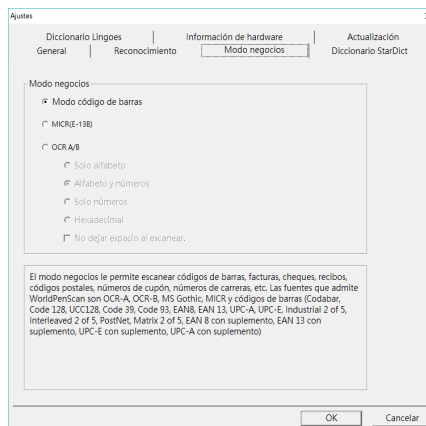 Ajustes
Diccionario Lingoes
Información de hardware
Actualización
General
Reconocimiento
Modo negocios
Diccionario StarDict
Modo negocios
Modo código de barras
MICR(E-13B)
OCR A/B
Solo alfabeto
Alfabeto y números
Solo números
Hexadecimal
No dejar espacio al escanear.
El modo negocios le permite escanear códigos de barras, facturas, cheques, recibos,
códigos postales, números de cupón, números de carreras, etc. Las fuentes que admite
WorldPenScan son OCR-A, OCR-B, MS Gothic, MICR y códigos de barras (Codabar,
Code 128, UCC128, Code 39, Code 93, EAN8, EAN 13, UPC-A, UPC-E, Industrial 2 of 5,
Interleaved 2 of 5, PostNet, Matrix 2 of 5, EAN 8 con suplemento, EAN 13 con
suplemento, UPC-E con suplemento, UPC-A con suplemento)
OK
Cancelar